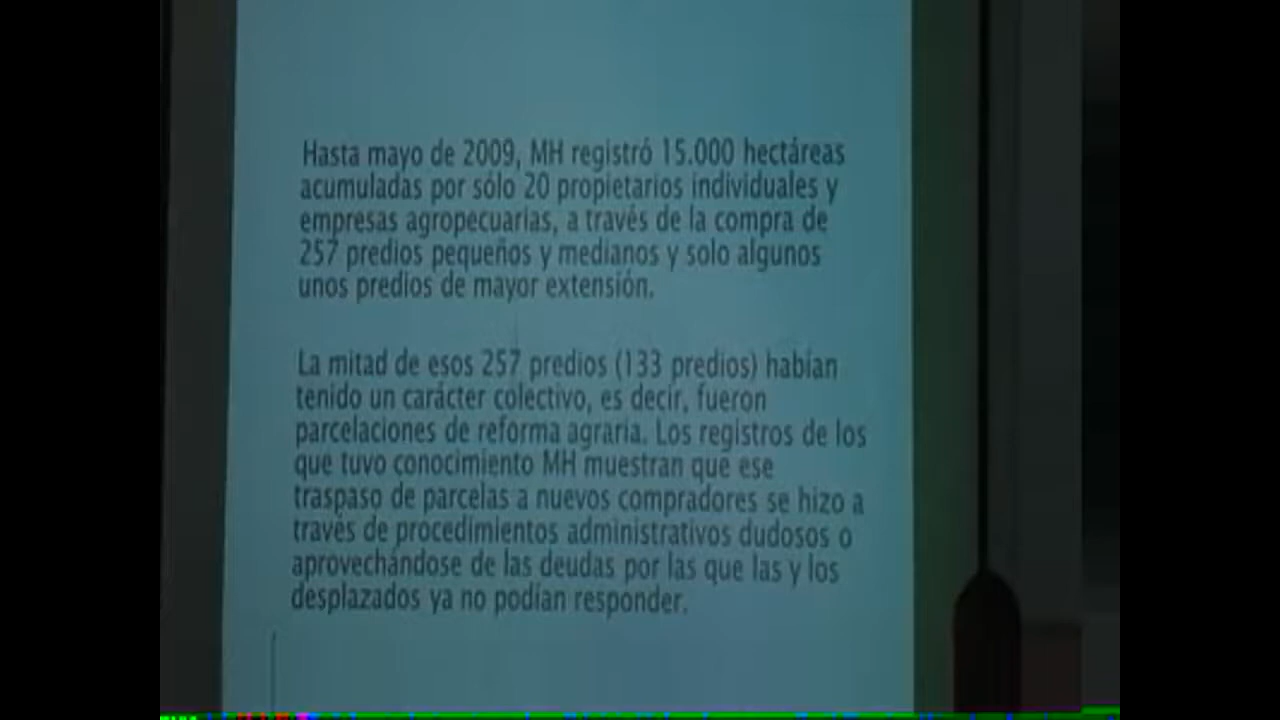 Hasta mayo de 2009, MH registró 15.000 hectáreas
acumuladas por sólo 20 propietarios individuales y
empresas agropecuarias, a través de la compra de
257 predios pequeños y medianos y solo algunos
unos predios de mayor extensión.
La mitad de esos 257 predios (133 predios) habían
tenido un carácter colectivo, es decir, fueron
parcelaciones de reforma agraria. Los registros de los
que tuvo conocimiento MH muestran que ese
traspaso de parcelas a nuevos compradores se hizo a
través de procedimientos administrativos dudosos o
aprovechándose de las deudas por las que las y los
desplazados ya no podían responder.